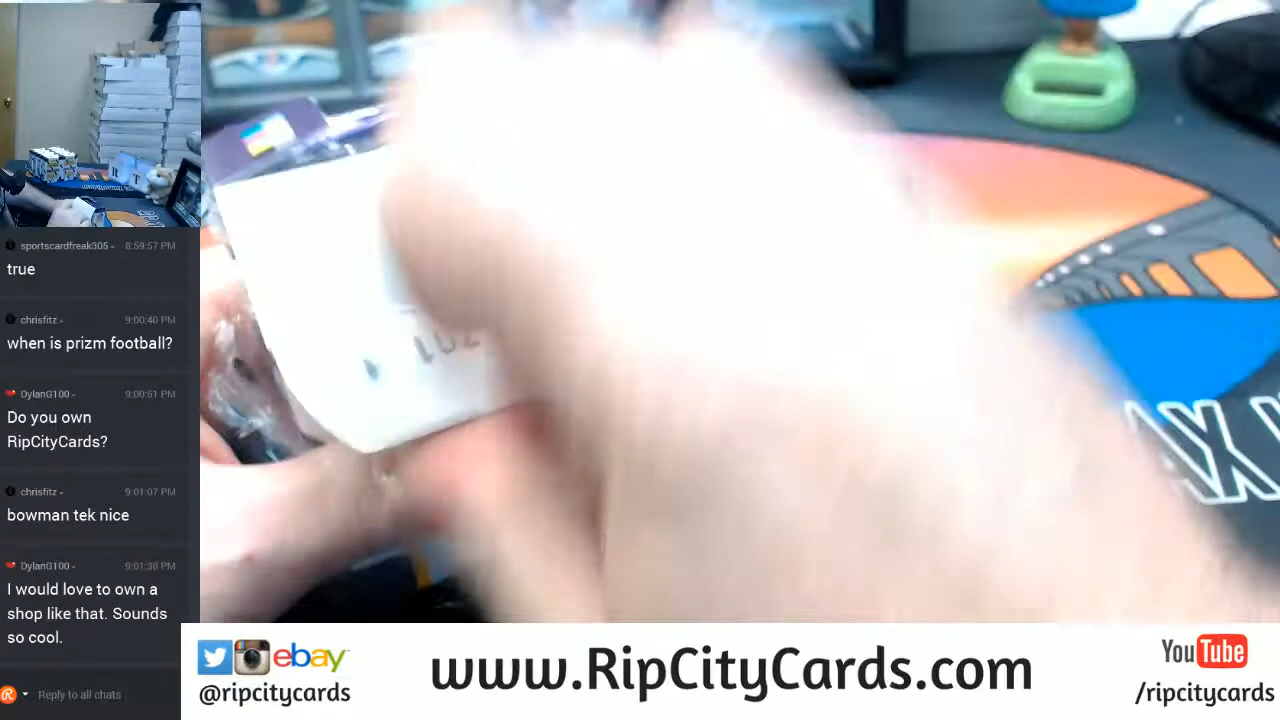 sportscardfreak305
8:59:57 PM
true
chrisfitz
9:00:40 PM
when is prizm football?
DylanG100
9:00:51 PM
Do you own
RipCityCards?
chrisfitz
9:01:07 PM
bowman tek nice
DylanG100
9:01:38 PM
I would love to own a
shop like that. Sounds
so cool.
Reply to all chats
ebay
@ripcitycards
www.RipCityCards.com
YouTube
/ripcitycards